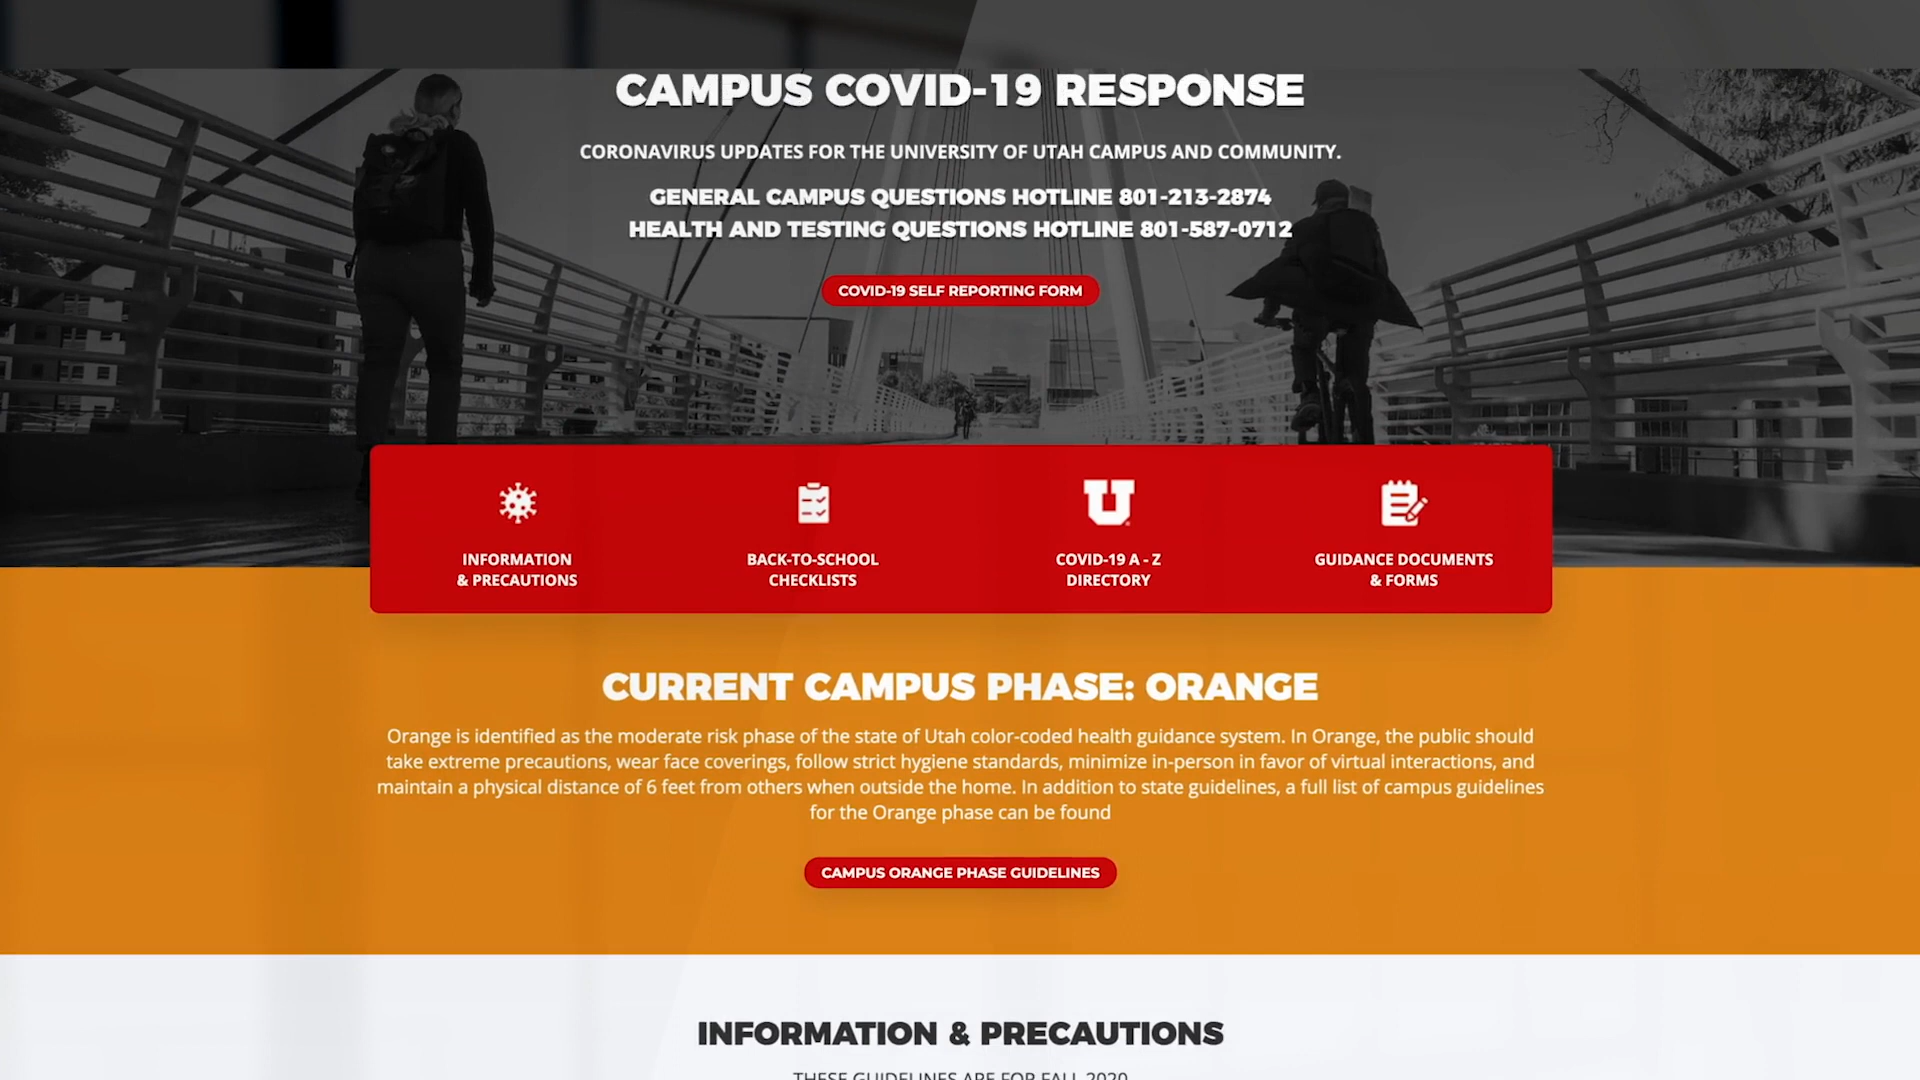 CAMPUS COVID-19 RESPONSE
CORONAVIRUS UPDATES FOR THE UNIVERSITY OF UTAH CAMPUS AND COMMUNITY.
GENERAL CAMPUS QUESTIONS HOTLINE 801-213-2874
HEALTH AND TESTING QUESTIONS HOTLINE 801-587-0712
COVID-19 SELF REPORTING FORM
INFORMATION
& PRECAUTIONS
BACK-TO-SCHOOL
CHECKLISTS
U
COVID-19 A - Z
DIRECTORY
GUIDANCE DOCUMENTS
& FORMS
CURRENT CAMPUS PHASE: ORANGE
Orange is identified as the moderate risk phase of the state of Utah color-coded health guidance system. In Orange, the public should
take extreme precautions, wear face coverings, follow strict hygiene standards, minimize in-person in favor of virtual interactions, and
maintain a physical distance of 6 feet from others when outside the home. In addition to state guidelines, a full list of campus guidelines
for the Orange phase can be found
CAMPUS ORANGE PHASE GUIDELINES
INFORMATION & PRECAUTIONS
THESE GUIDELINES ARE FOR FALL 2020